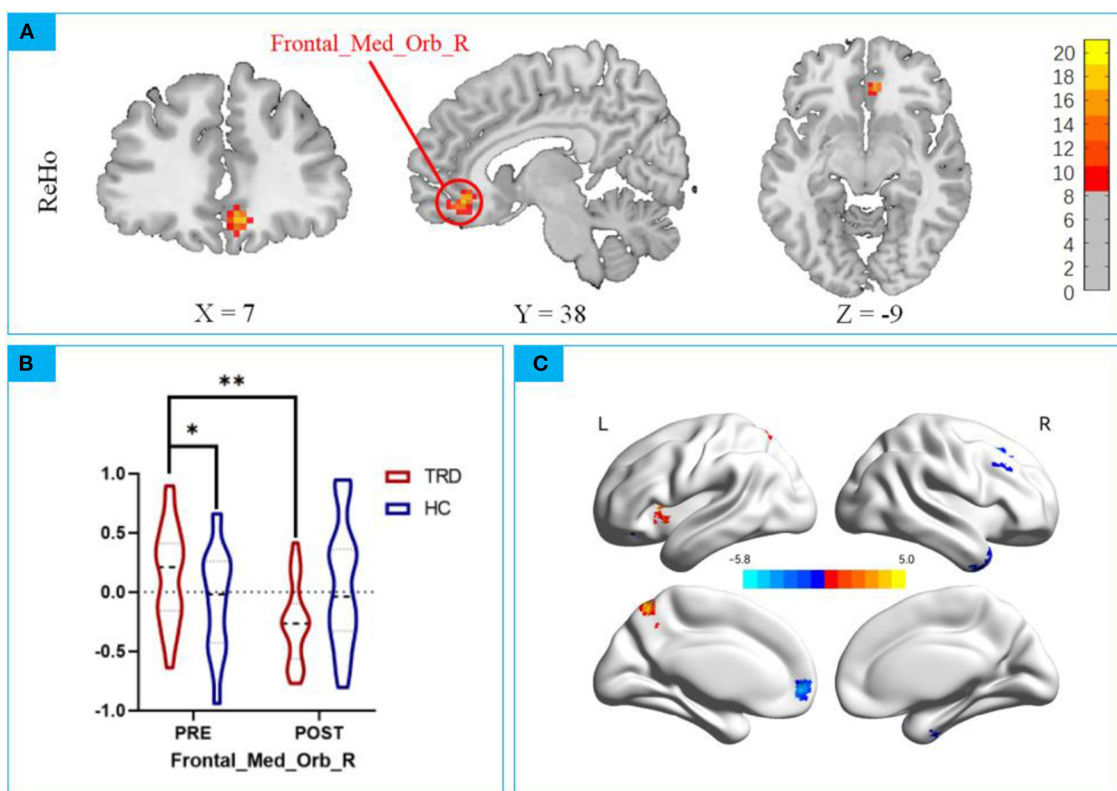 A
Frontal_Med_Orb_R
ReHo
20
18
16
14
12
10
8
6
4
2
0
X = 7
Y = 38
Z = -9
B
**
*
TRD
HC
1.0
0.5
0.0
-0.5
-1.0
PRE
POST
Frontal_Med_Orb_R
C
L
R
-5.8
5.0